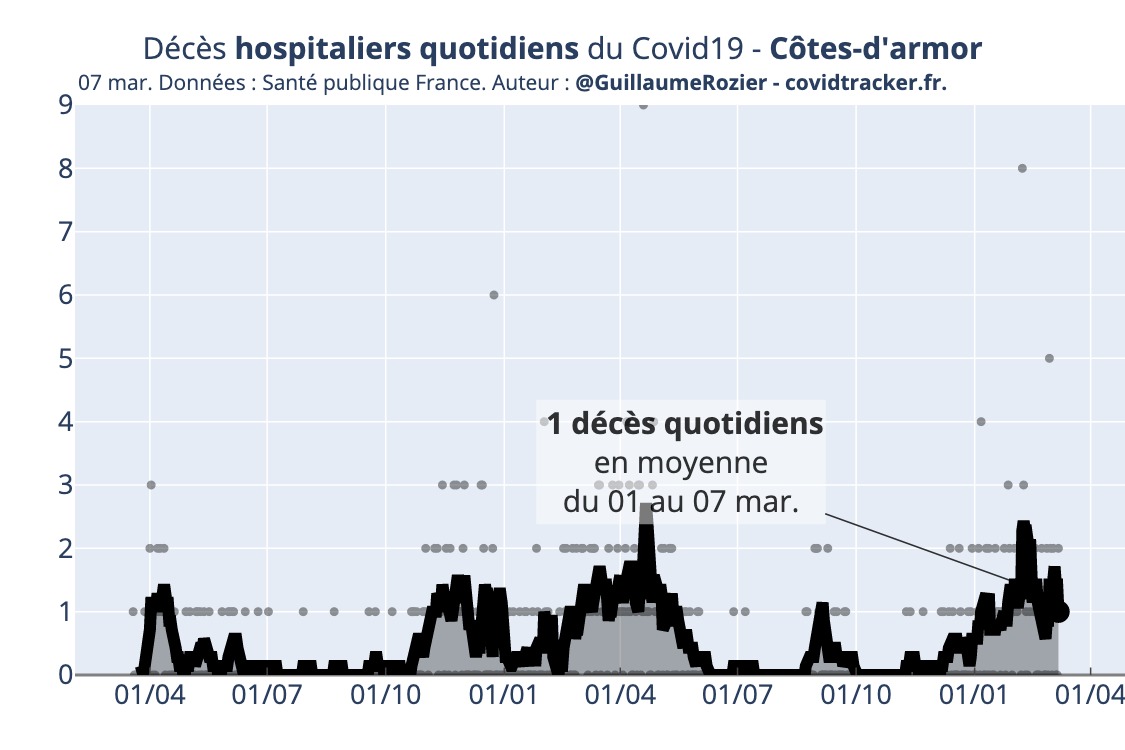 Décès hospitaliers quotidiens du Covid19 - Côtes-d'armor
07 mar. Données : Santé publique France. Auteur : @GuillaumeRozier - covidtracker.fr.
9
8
7
6
5
4
3
2
1
0
1 décès quotidiens
en moyenne
du 01 au 07 mar.
01/04 01/07 01/10 01/01 01/04 01/07 01/10 01/01 01/04